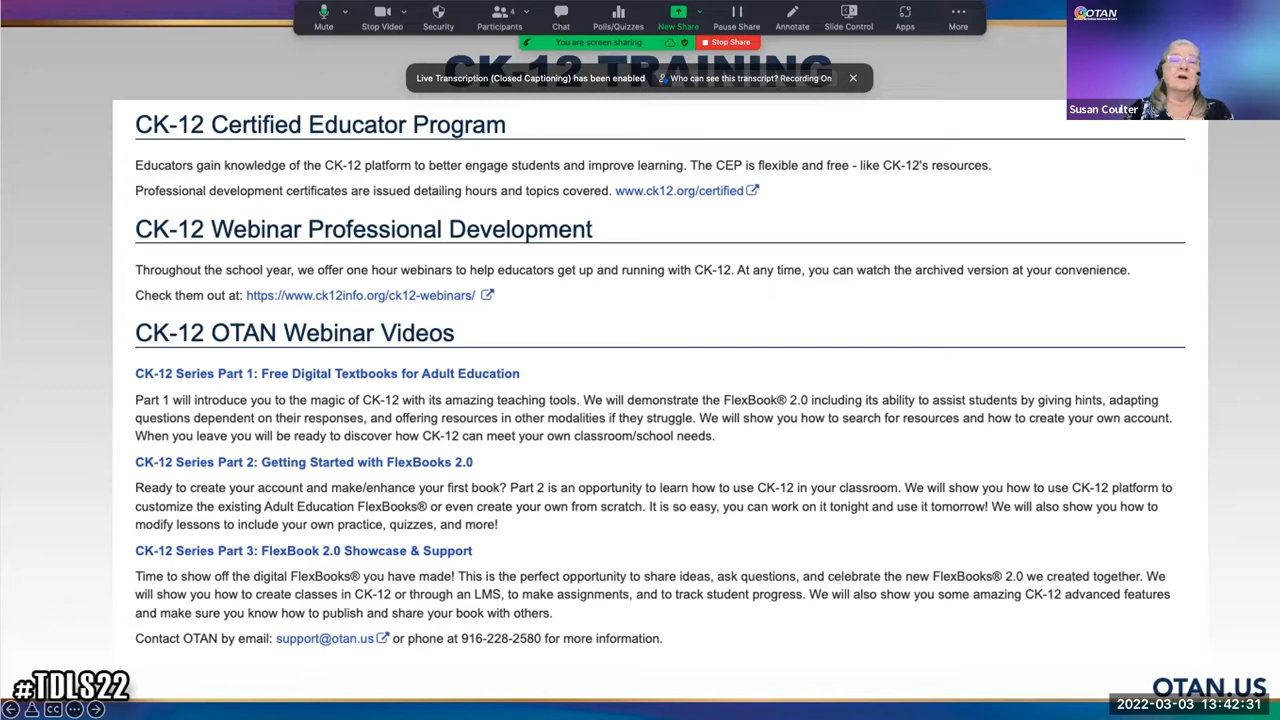 Mute
Stop Video
Security
Participants
4
Chat
Polls/Quizzes
New Share
Pause Share
Annotate
Slide Control
Apps
More
OTAN
You are screen sharing
Stop Share
CK-12 TRAINING
Live Transcription (Closed Captioning) has been enabled
Who can see this transcript? Recording On
Susan Coulter
CK-12 Certified Educator Program
Educators gain knowledge of the CK-12 platform to better engage students and improve learning. The CEP is flexible and free - like CK-12's resources.
Professional development certificates are issued detailing hours and topics covered. www.ck12.org/certified
CK-12 Webinar Professional Development
Throughout the school year, we offer one hour webinars to help educators get up and running with CK-12. At any time, you can watch the archived version at your convenience.
Check them out at: https://www.ck12info.org/ck12-webinars/
CK-12 OTAN Webinar Videos
CK-12 Series Part 1: Free Digital Textbooks for Adult Education
Part 1 will introduce you to the magic of CK-12 with its amazing teaching tools. We will demonstrate the FlexBook® 2.0 including its ability to assist students by giving hints, adapting
questions dependent on their responses, and offering resources in other modalities if they struggle. We will show you how to search for resources and how to create your own account.
When you leave you will be ready to discover how CK-12 can meet your own classroom/school needs.
CK-12 Series Part 2: Getting Started with FlexBooks 2.0
Ready to create your account and make/enhance your first book? Part 2 is an opportunity to learn how to use CK-12 in your classroom. We will show you how to use CK-12 platform to
customize the existing Adult Education FlexBooks® or even create your own from scratch. It is so easy, you can work on it tonight and use it tomorrow! We will also show you how to
modify lessons to include your own practice, quizzes, and more!
CK-12 Series Part 3: FlexBook 2.0 Showcase & Support
Time to show off the digital FlexBooks® you have made! This is the perfect opportunity to share ideas, ask questions, and celebrate the new FlexBooks® 2.0 we created together. We
will show you how to create classes in CK-12 or through an LMS, to make assignments, and to track student progress. We will also show you some amazing CK-12 advanced features
and make sure you know how to publish and share your book with others.
Contact OTAN by email: support@otan.us or phone at 916-228-2580 for more information.
#TDLS22
CC
OTAN.US
2022-03-03 13:42:31